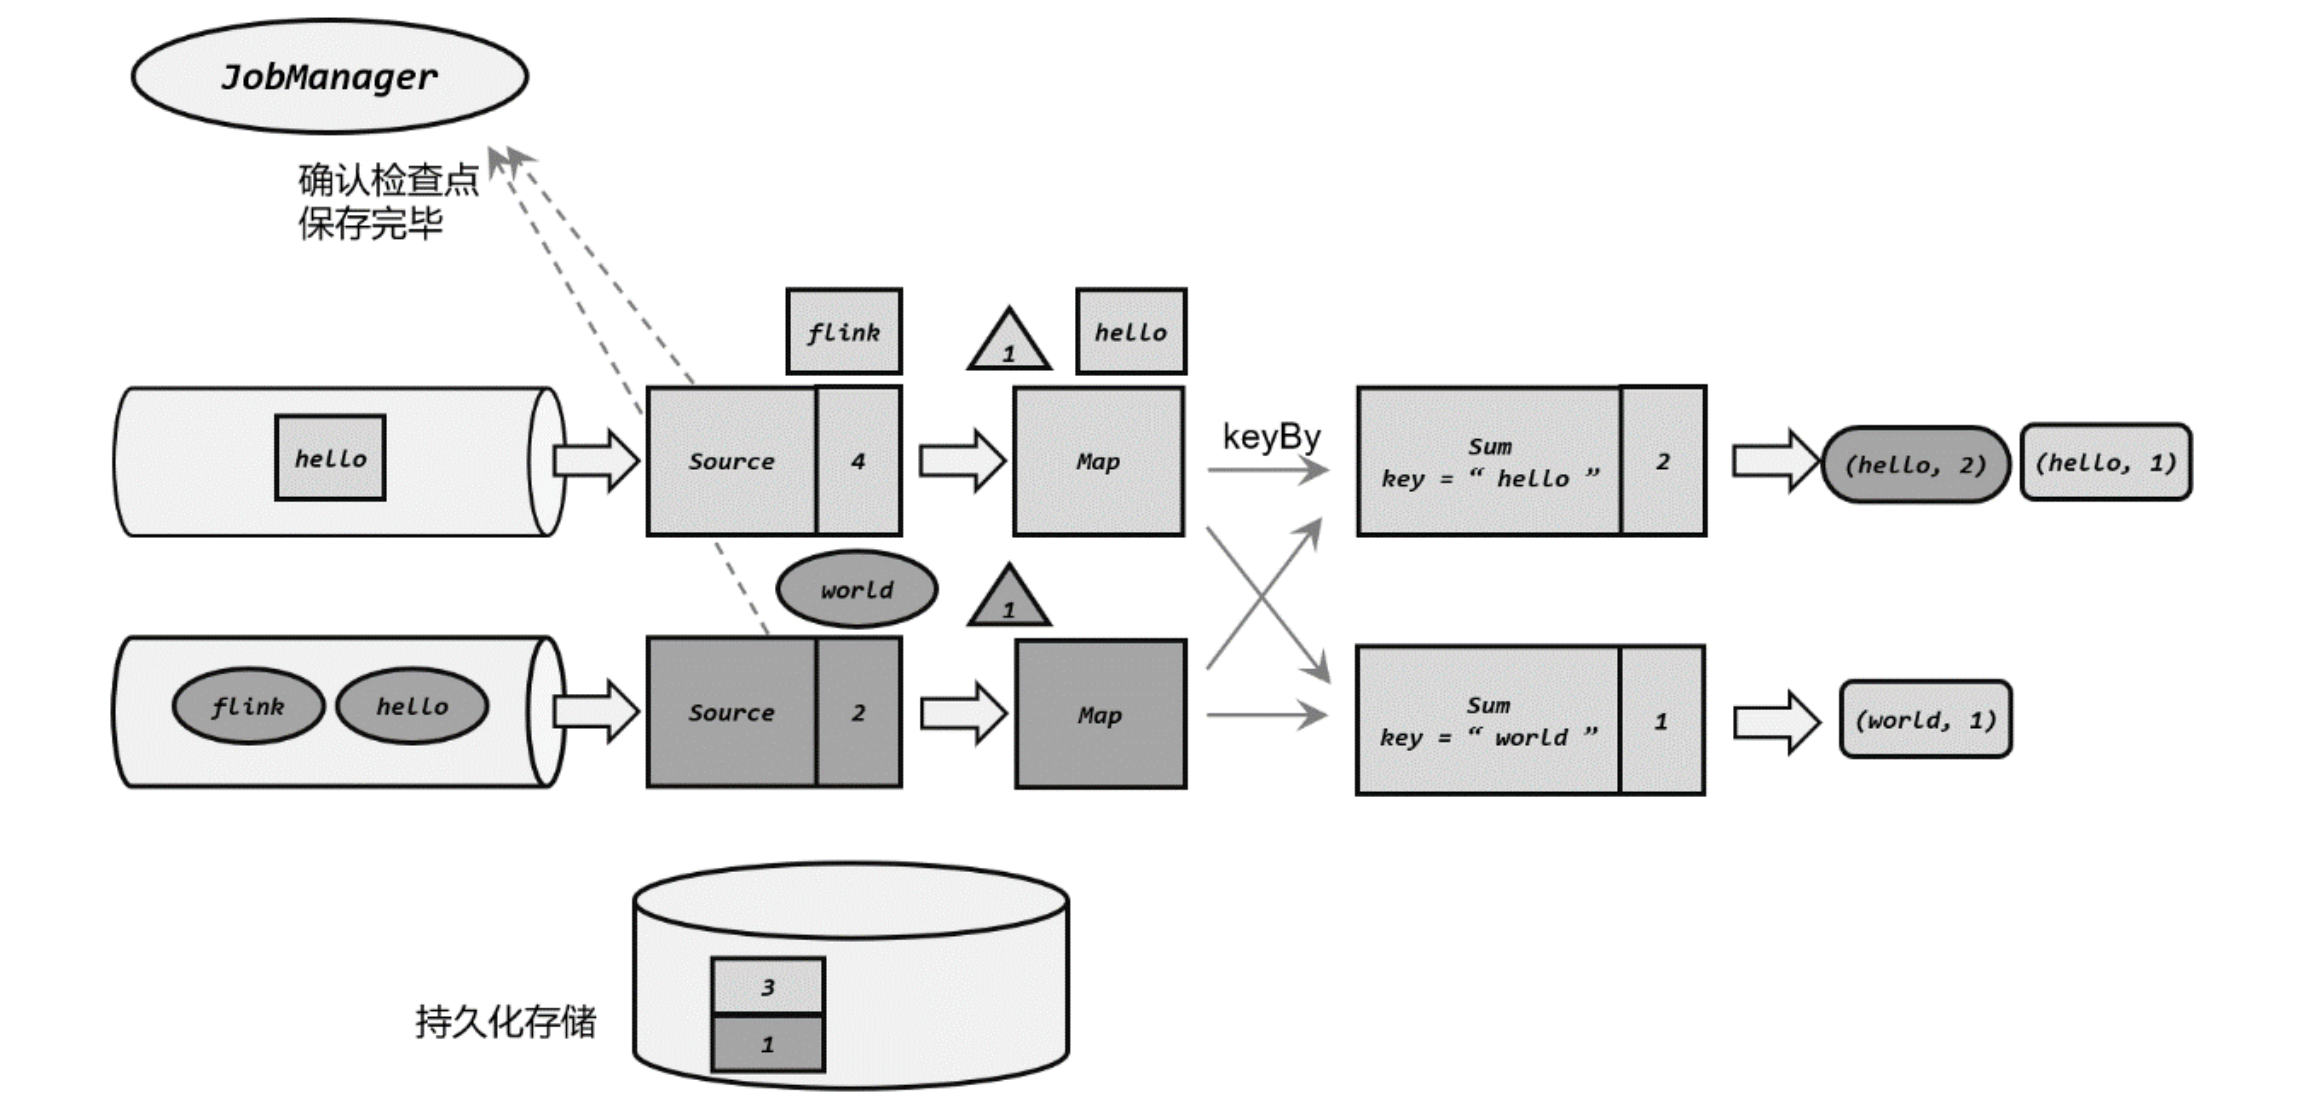 JobManager
确认检查点
保存完毕
flink
1
hello
hello
Source
4
Map
keyBy
Sum
key = “ hello ”
2
(hello, 2)
(hello, 1)
world
1
flink
hello
Source
2
Map
Sum
key = “ world ”
1
(world, 1)
持久化存储
3
1